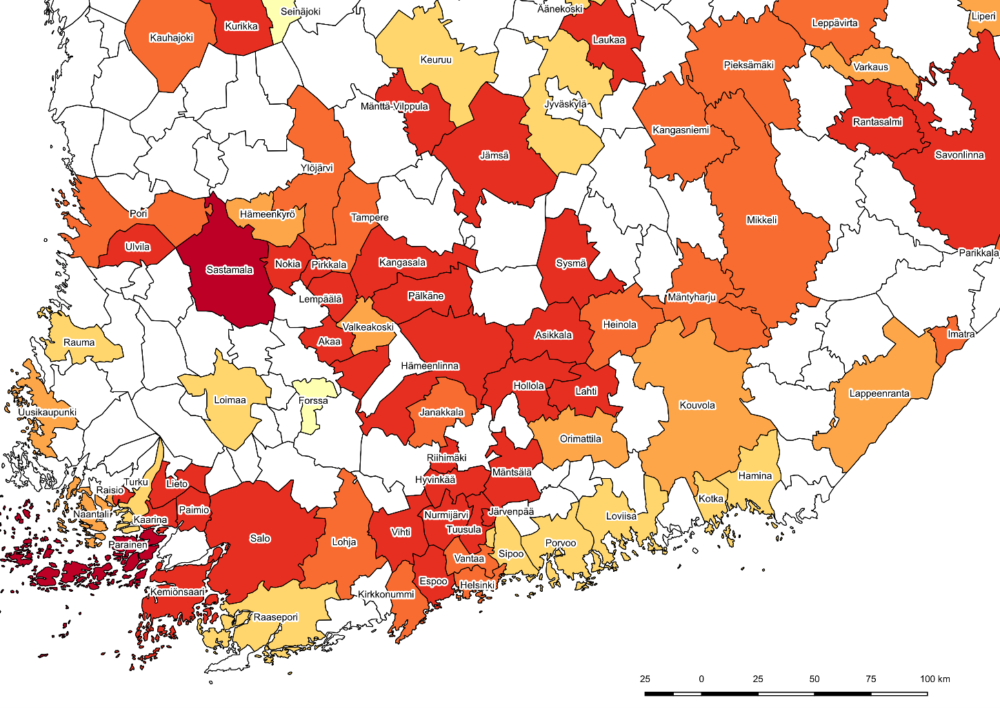 Seinäjoki
Äänekoski
Liperi
Kauhajoki
Kurikka
Leppävirta
Laukaa
Keuruu
Pieksämäki
Varkaus
Mänttä-Vilppula
Jyväskylä
Rantasalmi
Kangasniemi
Jämsä
Savonlinna
Ylöjärvi
Pori
Hämeenkyrö
Tampere
Mikkeli
Ulvila
Parikkala
Sastamala
Nokia
Pirkkala
Kangasala
Sysmä
Lempäälä
Pälkäne
Mäntyharju
Valkeakoski
Heinola
Rauma
Akaa
Asikkala
Imatra
Hämeenlinna
Hollola
Lahti
Lappeenranta
Loimaa
Forssa
Kouvola
Uusikaupunki
Janakkala
Orimattila
Riihimäki
Mäntsälä
Hamina
Turku
Lieto
Hyvinkää
Raisio
Kotka
Naantali
Kaarina
Paimio
Nurmijärvi
Järvenpää
Loviisa
Tuusula
Vihti
Salo
Lohja
Parainen
Porvoo
Sipoo
Vantaa
Espoo
Helsinki
Kemiönsaari
Kirkkonummi
Raasepori
25 0 25 50 75 100 km